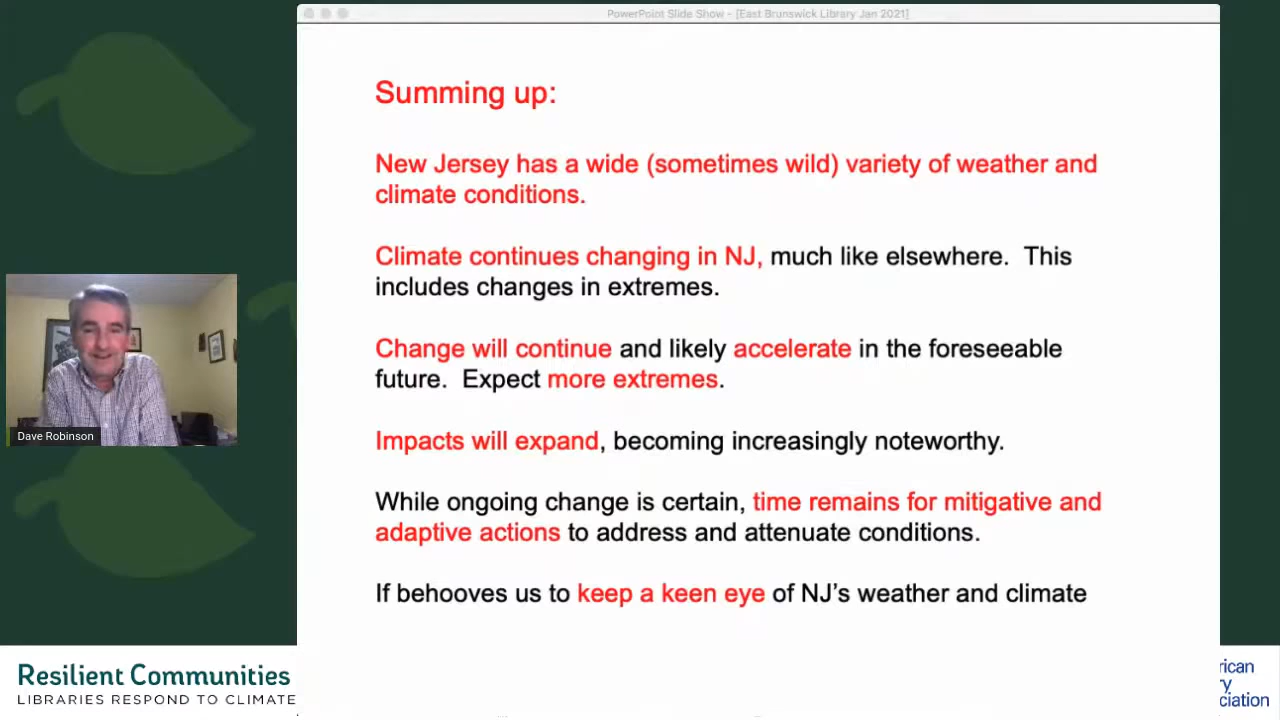 PowerPoint Slide Show - [East Brunswick Library Jan 2021]
Summing up:
New Jersey has a wide (sometimes wild) variety of weather and
climate conditions.
Climate continues changing in NJ, much like elsewhere. This
includes changes in extremes.
Change will continue and likely accelerate in the foreseeable
future. Expect more extremes.
Impacts will expand, becoming increasingly noteworthy.
While ongoing change is certain, time remains for mitigative and
adaptive actions to address and attenuate conditions.
If behooves us to keep a keen eye of NJ's weather and climate
Dave Robinson
Resilient Communities
LIBRARIES RESPOND TO CLIMATE
rican
ry
ciation